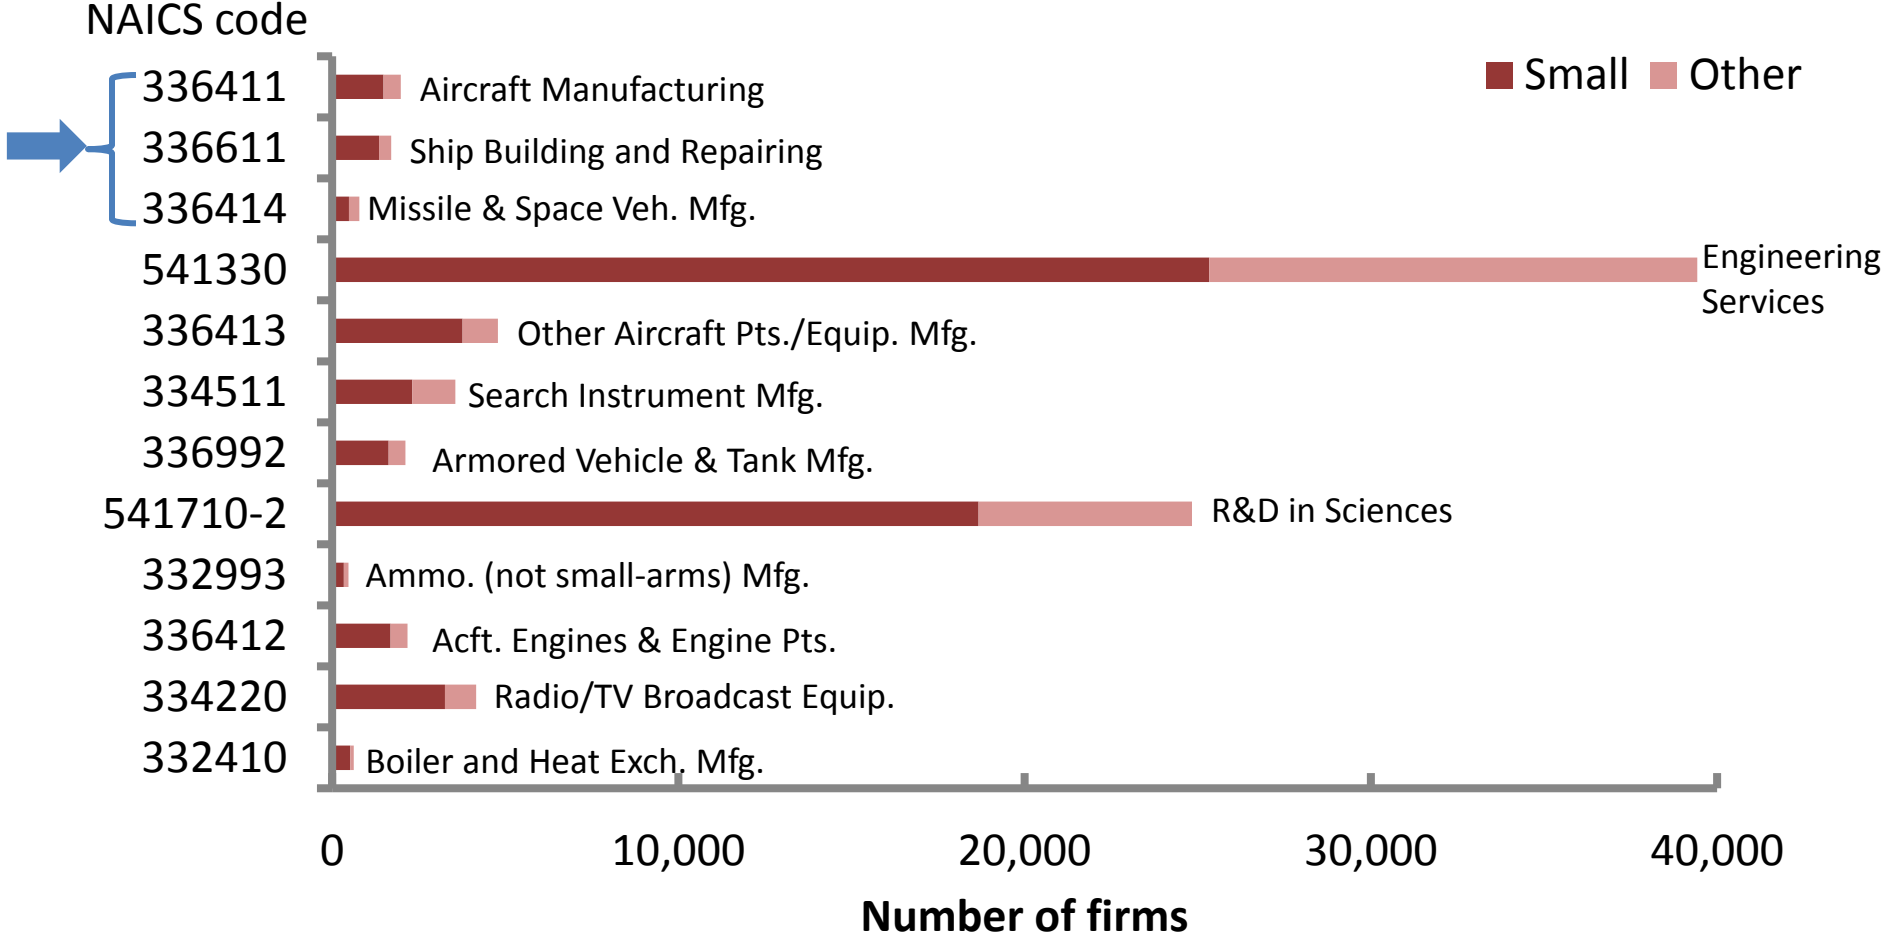 NAICS code
Small Other
336411 Aircraft Manufacturing
336611 Ship Building and Repairing
336414 Missile & Space Veh. Mfg.
541330 Engineering
Services
336413 Other Aircraft Pts./Equip. Mfg.
334511 Search Instrument Mfg.
336992 Armored Vehicle & Tank Mfg.
541710-2 R&D in Sciences
332993 Ammo. (not small-arms) Mfg.
336412 Acft. Engines & Engine Pts.
334220 Radio/TV Broadcast Equip.
332410 Boiler and Heat Exch. Mfg.
0 10,000 20,000 30,000 40,000
Number of firms